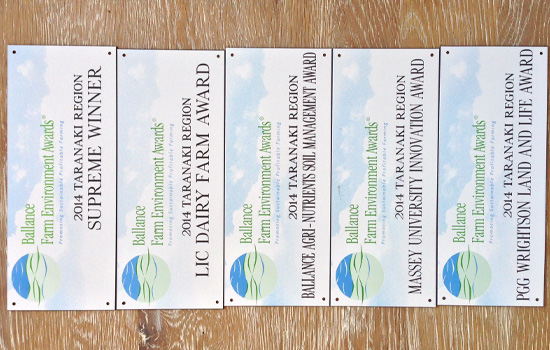 Ballance
Farm Environment Awards®
Promoting Sustainable Profitable Farming
2014 TARANAKI REGION
SUPREME WINNER
Ballance
Farm Environment Awards®
Promoting Sustainable Profitable Farming
2014 TARANAKI REGION
LIC DAIRY FARM AWARD
Ballance
Farm Environment Awards®
Promoting Sustainable Profitable Farming
2014 TARANAKI REGION
BALLANCE AGRI-NUTRIENTS SOIL MANAGEMENT AWARD
Ballance
Farm Environment Awards®
Promoting Sustainable Profitable Farming
2014 TARANAKI REGION
MASSEY UNIVERSITY INNOVATION AWARD
Ballance
Farm Environment Awards®
Promoting Sustainable Profitable Farming
2014 TARANAKI REGION
PGG WRIGHTSON LAND AND LIFE AWARD